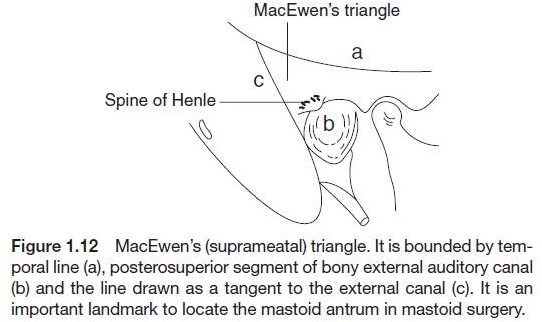 MacEwen's triangle
a
c
Spine of Henle
b
Figure 1.12 MacEwen's (suprameatal) triangle. It is bounded by tem-
poral line (a), posterosuperior segment of bony external auditory canal
(b) and the line drawn as a tangent to the external canal (c). It is an
important landmark to locate the mastoid antrum in mastoid surgery.